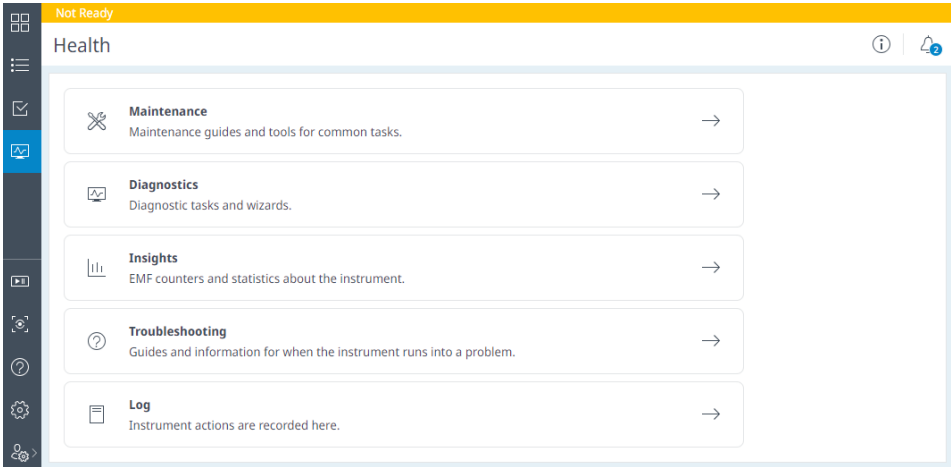 Not Ready
Health
2
Maintenance
Maintenance guides and tools for common tasks.
Diagnostics
Diagnostic tasks and wizards.
Insights
EMF counters and statistics about the instrument.
Troubleshooting
Guides and information for when the instrument runs into a problem.
Log
Instrument actions are recorded here.